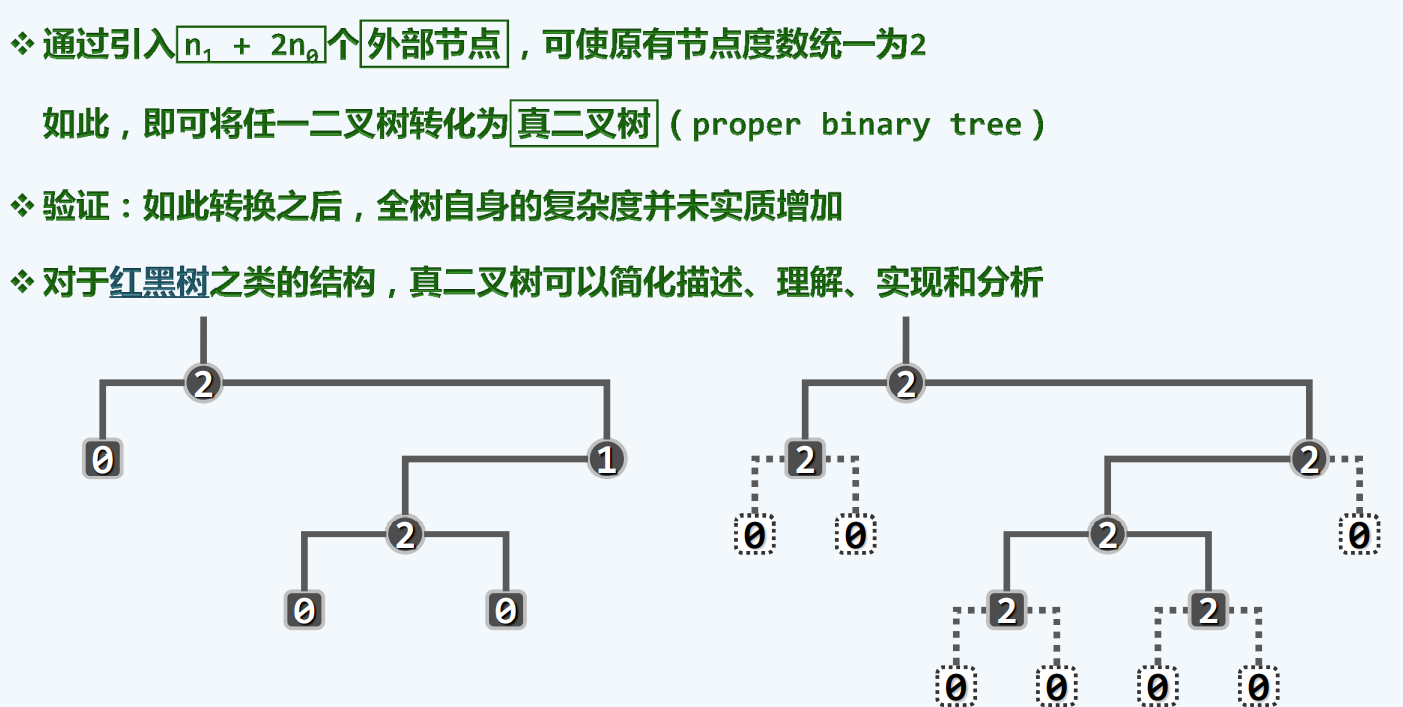 ❖ 通过引入n₁ + 2n₀个外部节点，可使原有节点度数统一为2
如此，即可将任一二叉树转化为真二叉树（proper binary tree）
❖ 验证：如此转换之后，全树自身的复杂度并未实质增加
❖ 对于红黑树之类的结构，真二叉树可以简化描述、理解、实现和分析
2 2
0 1 2 2
2 0 0 2 0
0 0 2 2
0 0 0 0